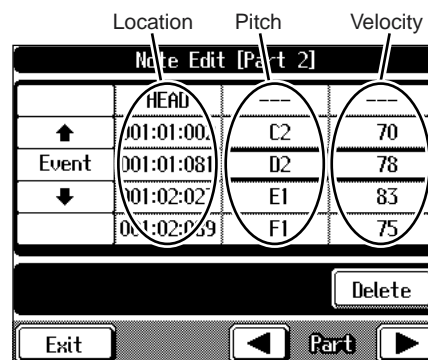 Location Pitch Velocity
Note Edit [Part 2]
HEAD --- ---
C2 70
Event 001:01:081 D2 78
001:02:027 E1 83
F1 75
Delete
Exit Part